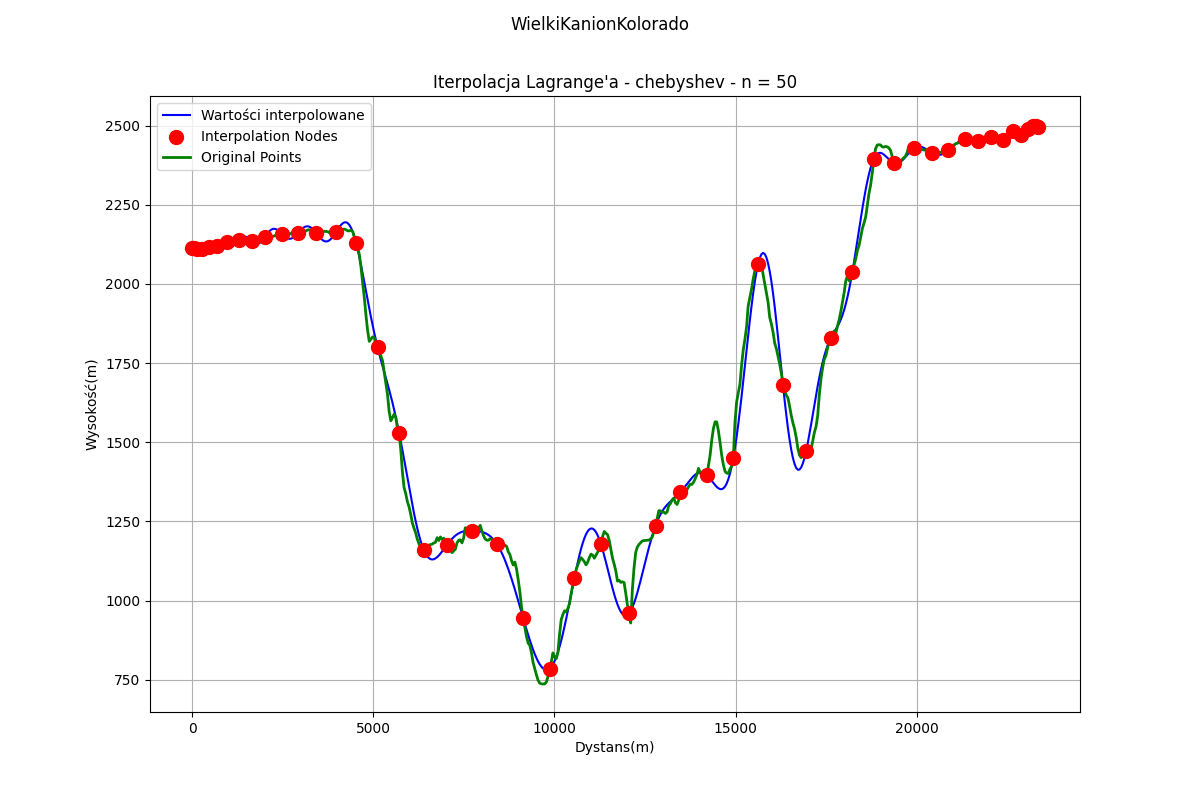 WielkiKanionKolorado
Iterpolacja Lagrange'a - chebyshev - n = 50
Wartości interpolowane
Interpolation Nodes
Original Points
2500
2250
2000
1750
1500
1250
1000
750
Wysokość(m)
0 5000 10000 15000 20000
Dystans(m)